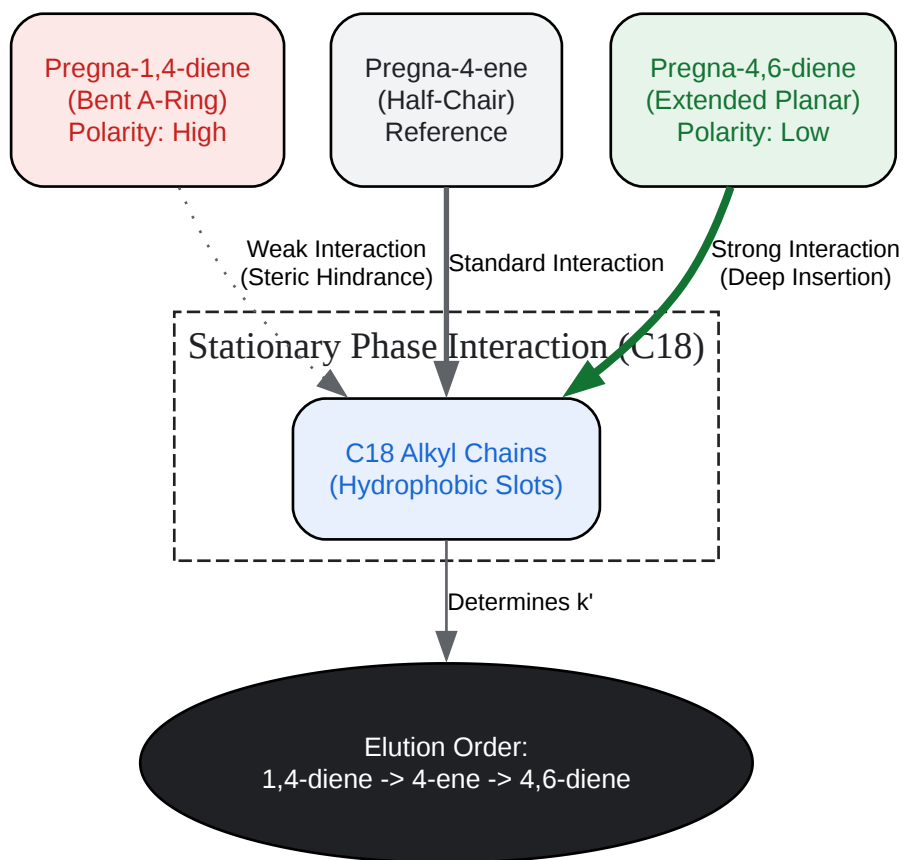 Pregna-1,4-diene
(Bent A-Ring)
Polarity: High
Pregna-4-ene
(Half-Chair)
Reference
Pregna-4,6-diene
(Extended Planar)
Polarity: Low
Weak Interaction
(Steric Hindrance)
Standard Interaction
Strong Interaction
(Deep Insertion)
Stationary Phase Interaction (C18)
C18 Alkyl Chains
(Hydrophobic Slots)
Determines k'
Elution Order:
1,4-diene -> 4-ene -> 4,6-diene